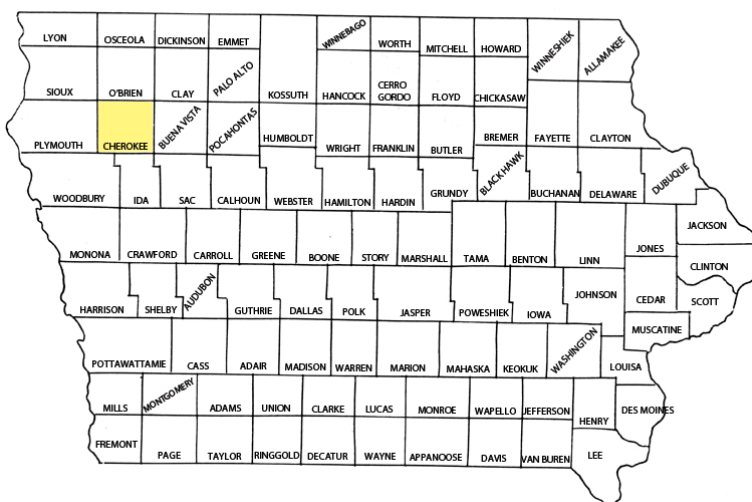 LYON
OSCEOLA
DICKINSON
EMMET
WINNEBAGO
WORTH
MITCHELL
HOWARD
WINNESHIEK
ALLAMAKEE
SIOUX
O'BRIEN
CLAY
PALO ALTO
KOSSUTH
HANCOCK
CERRO
GORDO
FLOYD
CHICKASAW
PLYMOUTH
CHEROKEE
BUENA VISTA
POCAHONTAS
HUMBOLDT
WRIGHT
FRANKLIN
BUTLER
BREMER
FAYETTE
CLAYTON
WOODBURY
IDA
SAC
CALHOUN
WEBSTER
HAMILTON
HARDIN
GRUNDY
BLACK HAWK
BUCHANAN
DELAWARE
DUBUQUE
MONONA
CRAWFORD
CARROLL
GREENE
BOONE
STORY
MARSHALL
TAMA
BENTON
LINN
JONES
JACKSON
CLINTON
HARRISON
SHELBY
AUDUBON
GUTHRIE
DALLAS
POLK
JASPER
POWESHIEK
IOWA
JOHNSON
CEDAR
SCOTT
MUSCATINE
POTTAWATTAMIE
CASS
ADAIR
MADISON
WARREN
MARION
MAHASKA
KEOKUK
WASHINGTON
LOUISA
MILLS
MONTGOMERY
ADAMS
UNION
CLARKE
LUCAS
MONROE
WAPELLO
JEFFERSON
HENRY
DES MOINES
FREMONT
PAGE
TAYLOR
RINGGOLD
DECATUR
WAYNE
APPANOOSE
DAVIS
VAN BUREN
LEE